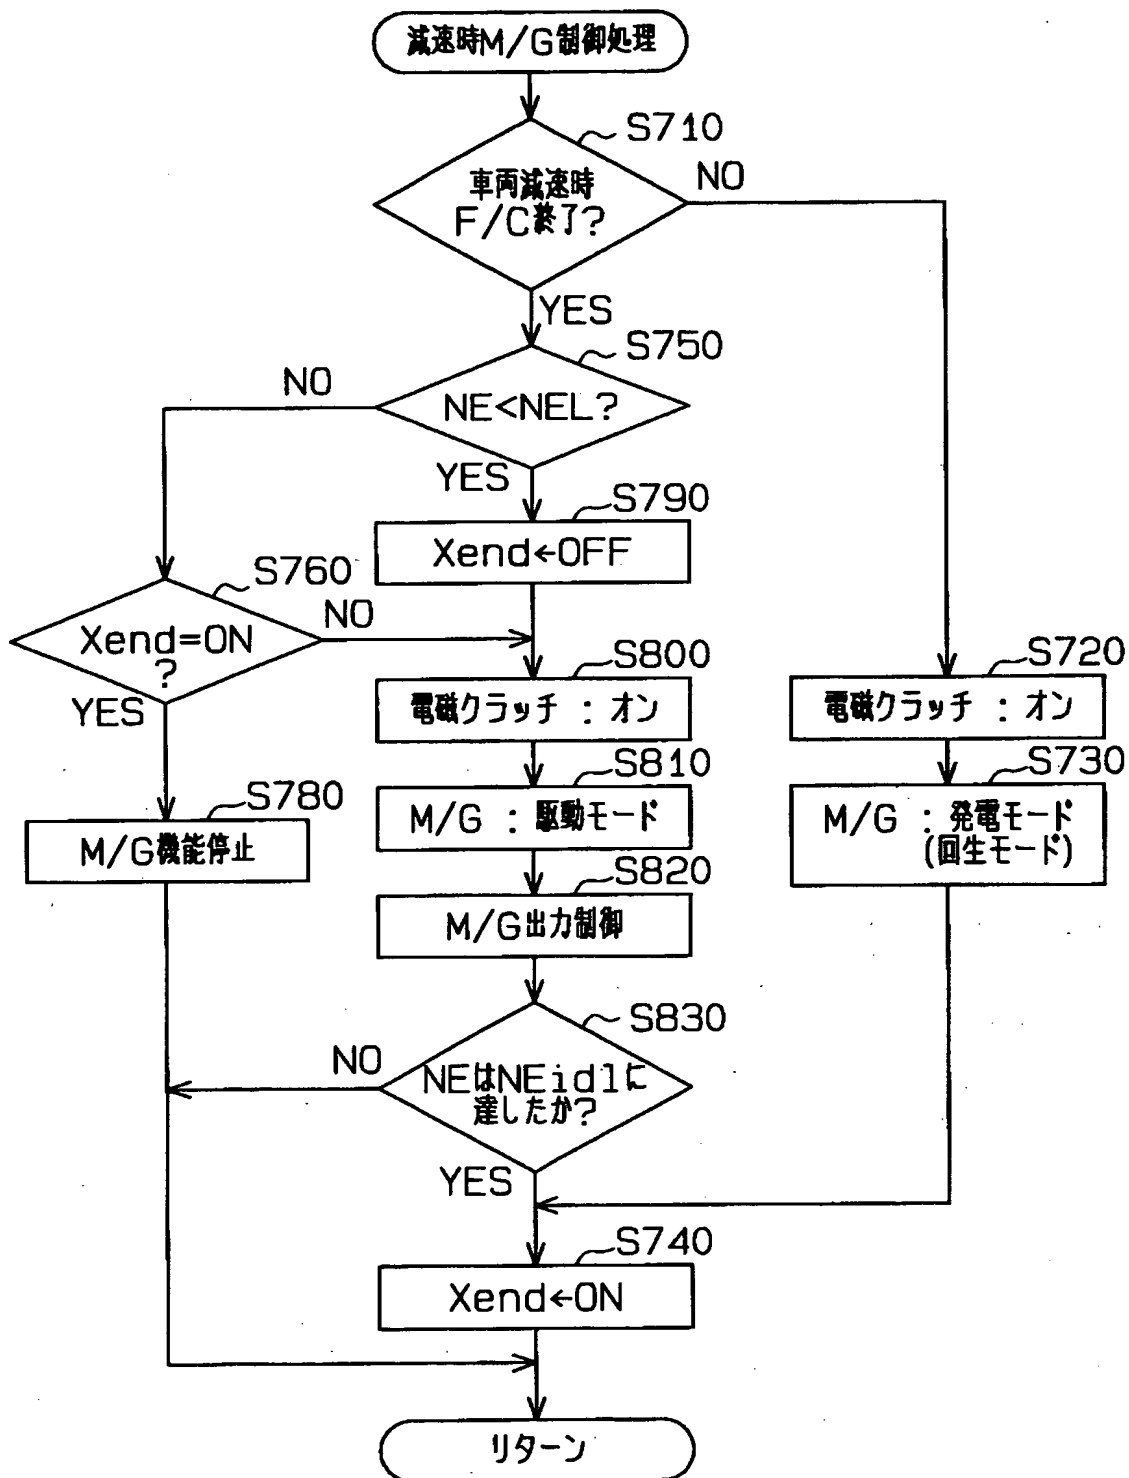 減速時M/G制御処理
S710
車両減速時
F/C終了?
NO
YES
S750
NO
NE<NEL?
YES
S790
Xend←OFF
S760
Xend=ON
?
NO
YES
S800
電磁クラッチ : オン
S720
電磁クラッチ : オン
S810
M/G : 駆動モード
S730
M/G : 発電モード
(回生モード)
S780
M/G機能停止
S820
M/G出力制御
S830
NO
NEはNEidlに
達したか?
YES
S740
Xend←ON
リターン